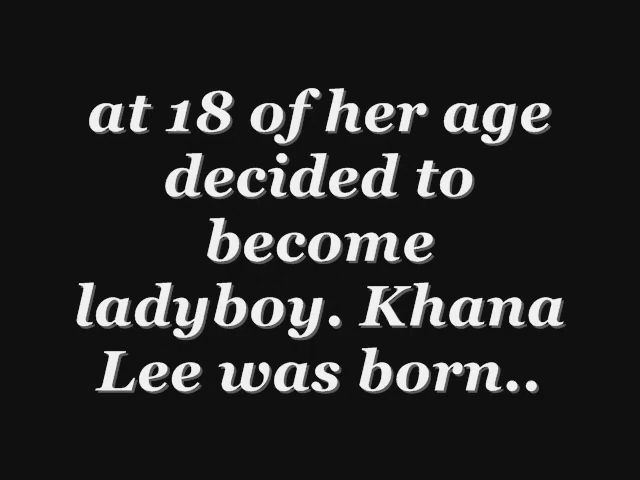 at 18 of her age
decided to
become
ladyboy. Khana
Lee was born..